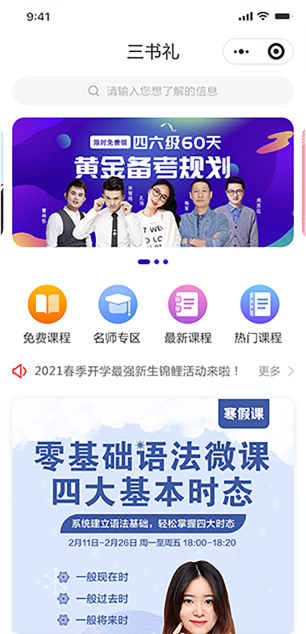 9:41
三书礼
请输入您想了解的信息
限时免费领 四六级60天
黄金备考规划
免费课程 名师专区 最新课程 热门课程
2021春季开学最强新生锦鲤活动来啦！ 更多
寒假课
零基础语法微课
四大基本时态
系统建立语法基础，轻松掌握四大时态
2月11日-2月26日 周一至周五 18:00-18:20
一般现在时
一般过去时
一般将来时